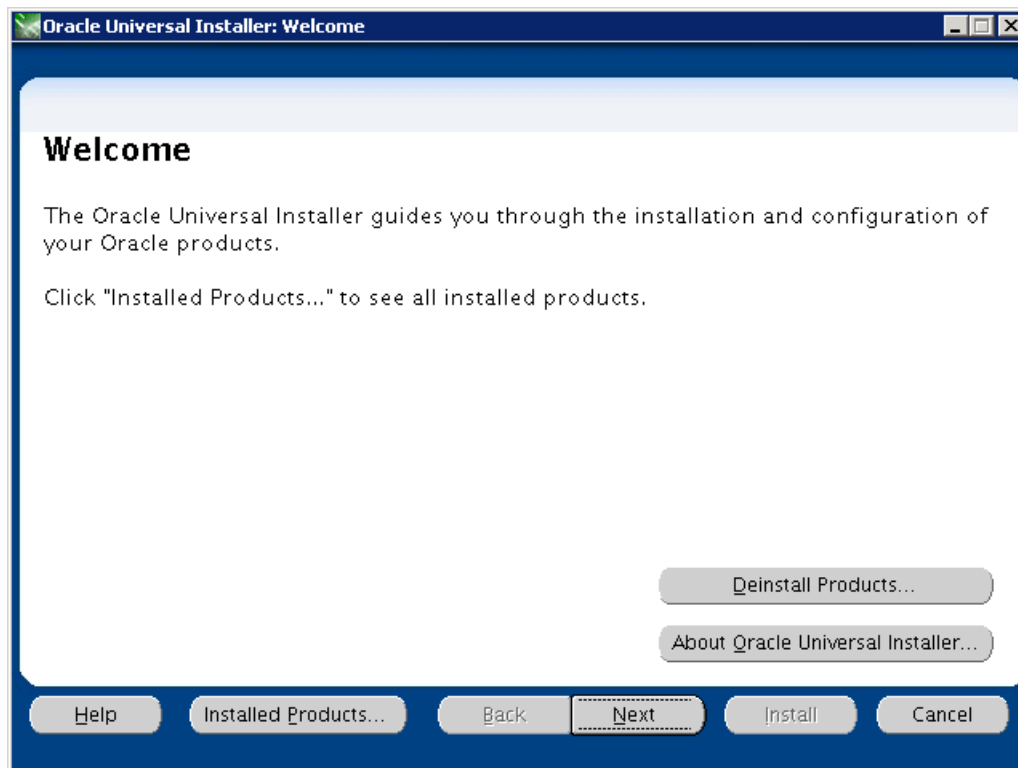 Oracle Universal Installer: Welcome
Welcome
The Oracle Universal Installer guides you through the installation and configuration of
your Oracle products.
Click "Installed Products..." to see all installed products.
Deinstall Products...
About Oracle Universal Installer...
Help
Installed Products...
Back
Next
Install
Cancel